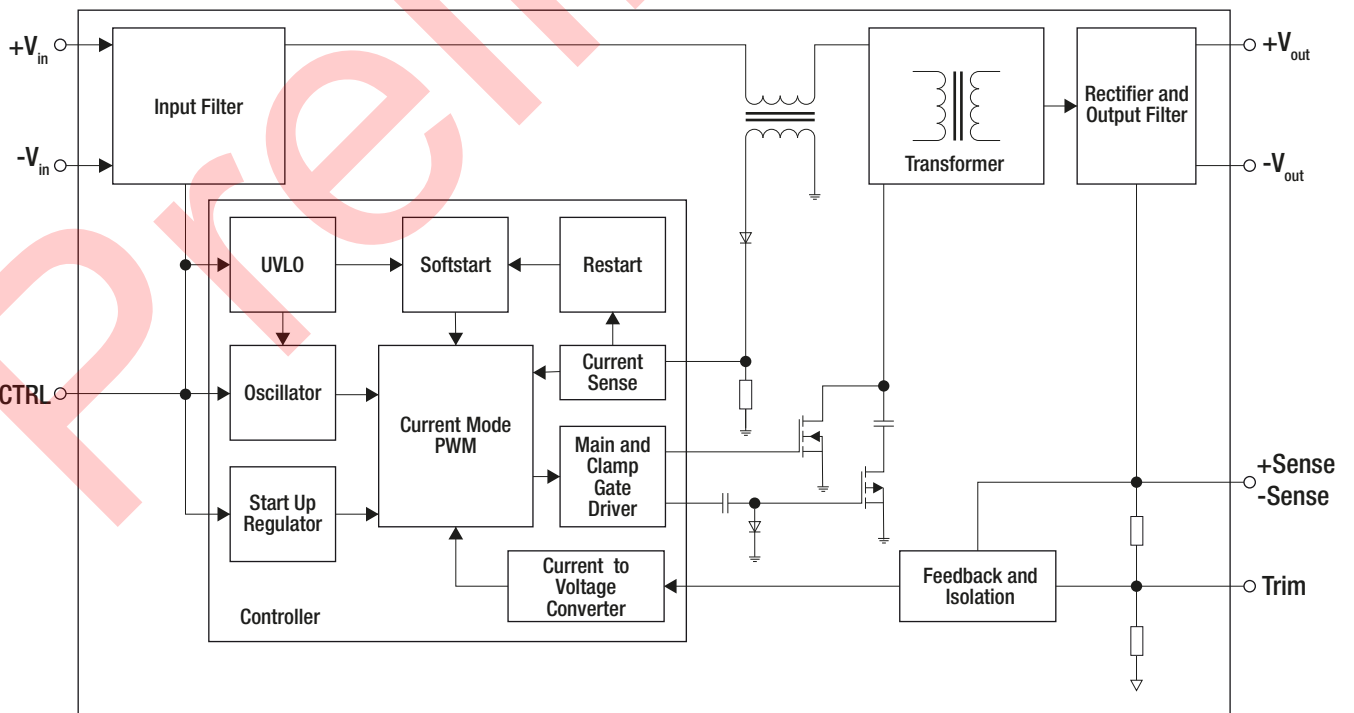 +Vin
-Vin
Input Filter
Transformer
Rectifier and
Output Filter
+Vout
-Vout
UVLO
Softstart
Restart
CTRL
Oscillator
Current Mode
PWM
Current
Sense
Start Up
Regulator
Main and
Clamp
Gate
Driver
Current to
Voltage
Converter
Controller
Feedback and
Isolation
+Sense
-Sense
Trim
Preli